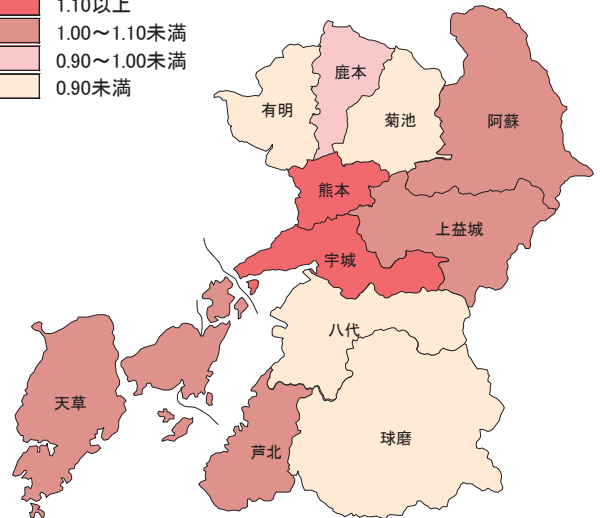 1.10以上
1.00～1.10未満
0.90～1.00未満
0.90未満
鹿本
有明
菊池
阿蘇
熊本
上益城
宇城
八代
天草
芦北
球磨